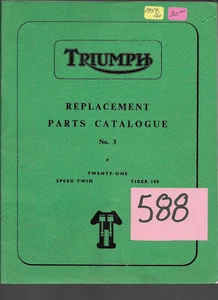 TRIUMPH
REPLACEMENT
PARTS CATALOGUE
No. 3
TWENTY-ONE
SPEED TWIN TIGER 100
588